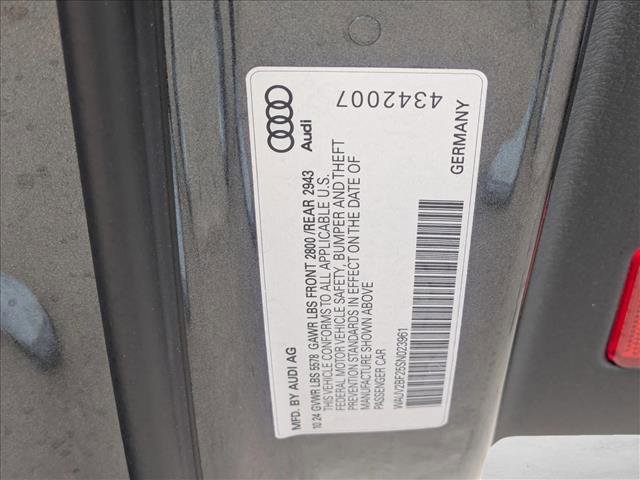 4342007
Audi
MFD. BY AUDI AG
10 24 GVWR LBS 5578 GAWR LBS FRONT 2800 /REAR 2943
THIS VEHICLE CONFORMS TO ALL APPLICABLE U.S.
FEDERAL MOTOR VEHICLE SAFETY, BUMPER AND THEFT
PREVENTION STANDARDS IN EFFECT ON THE DATE OF
MANUFACTURE SHOWN ABOVE
PASSENGER CAR
WAUV2BF25SN023961
GERMANY